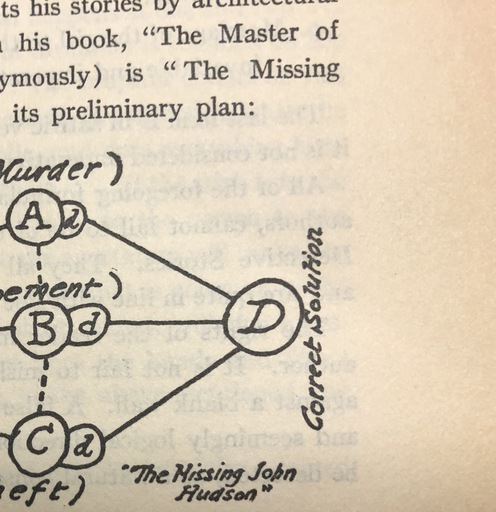 ts his stories by architectural
his book, "The Master of
ymously) is "The Missing
its preliminary plan:
Murder)
A d
ement)
B d D
Correct Solution
C d
"The Missing John
Hudson"
eft)